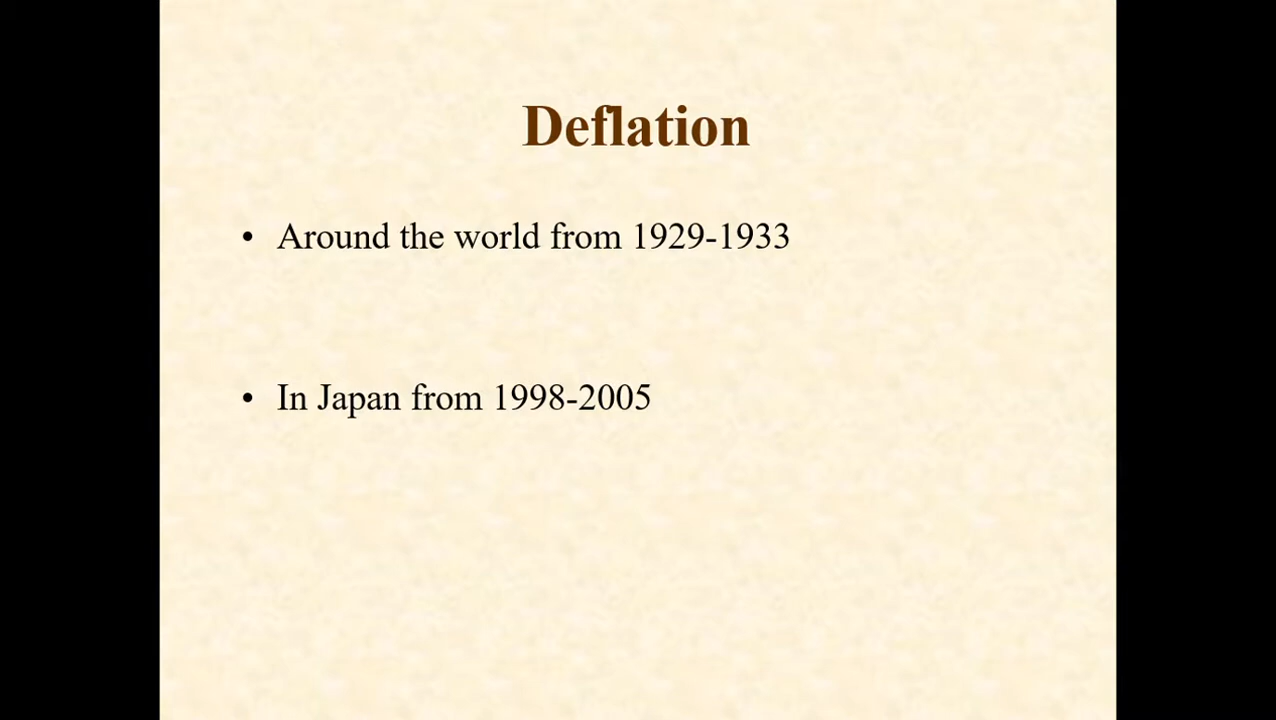 Deflation
• Around the world from 1929-1933
• In Japan from 1998-2005